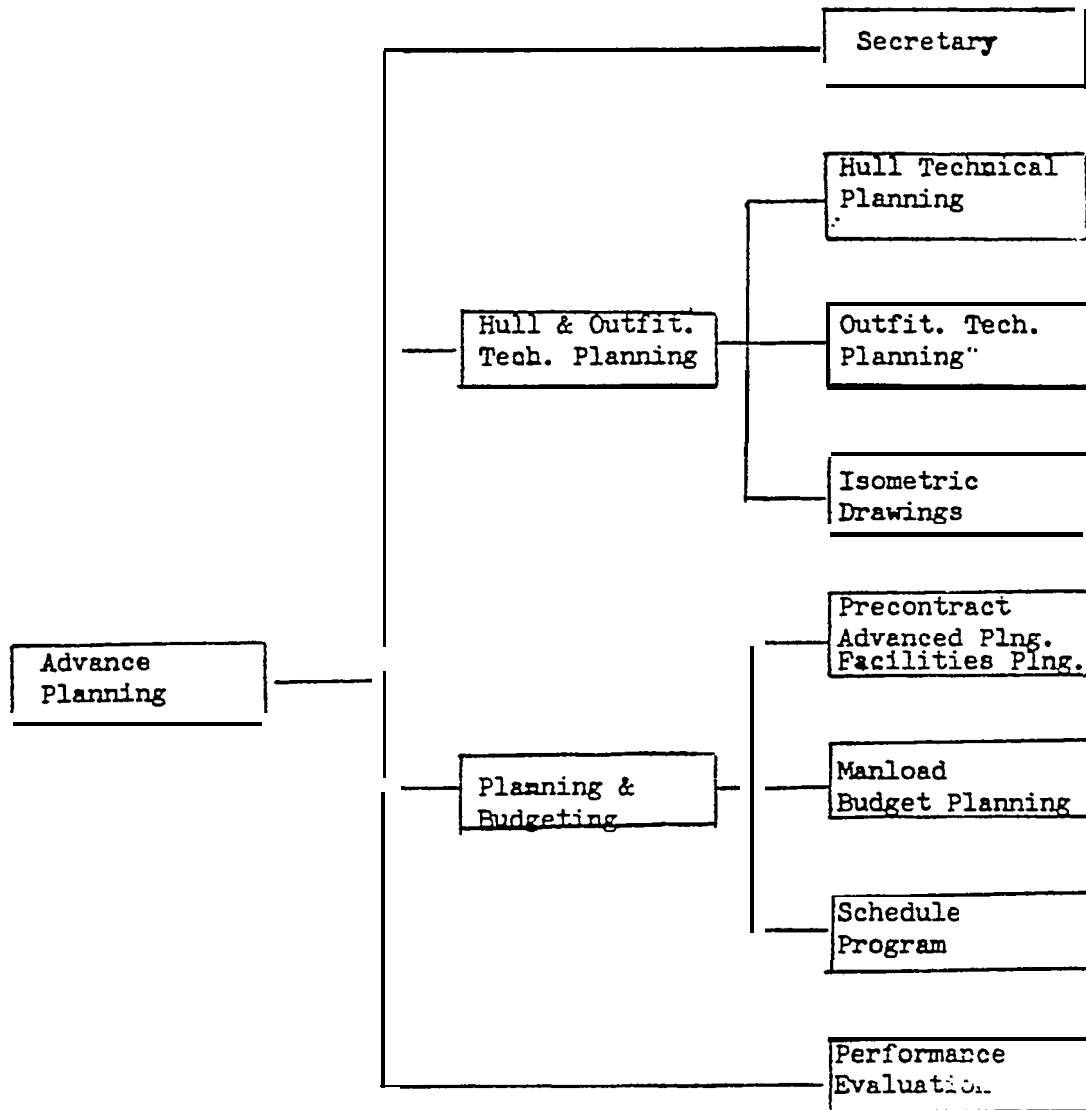 Secretary
Hull Technical
Planning
Hull & Outfit.
Tech. Planning
Outfit. Tech.
Planning"
Isometric
Drawings
Advance
Planning
Precontract
Advanced Plng.
Facilities Plng.
Planning &
Budgeting
Manload
Budget Planning
Schedule
Program
Performance
Evaluation